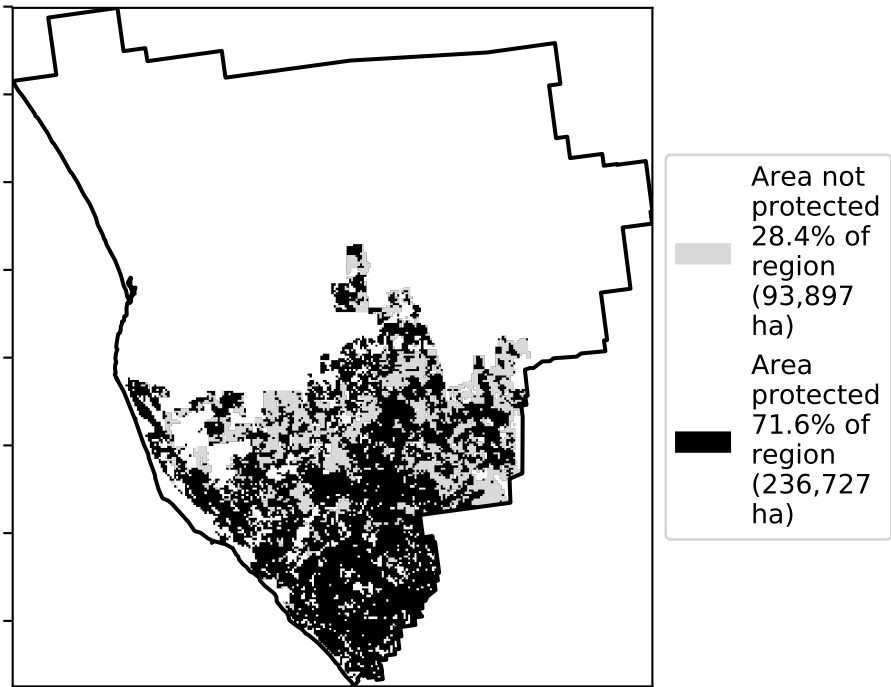 Area not
protected
28.4% of
region
(93,897
ha)
Area
protected
71.6% of
region
(236,727
ha)